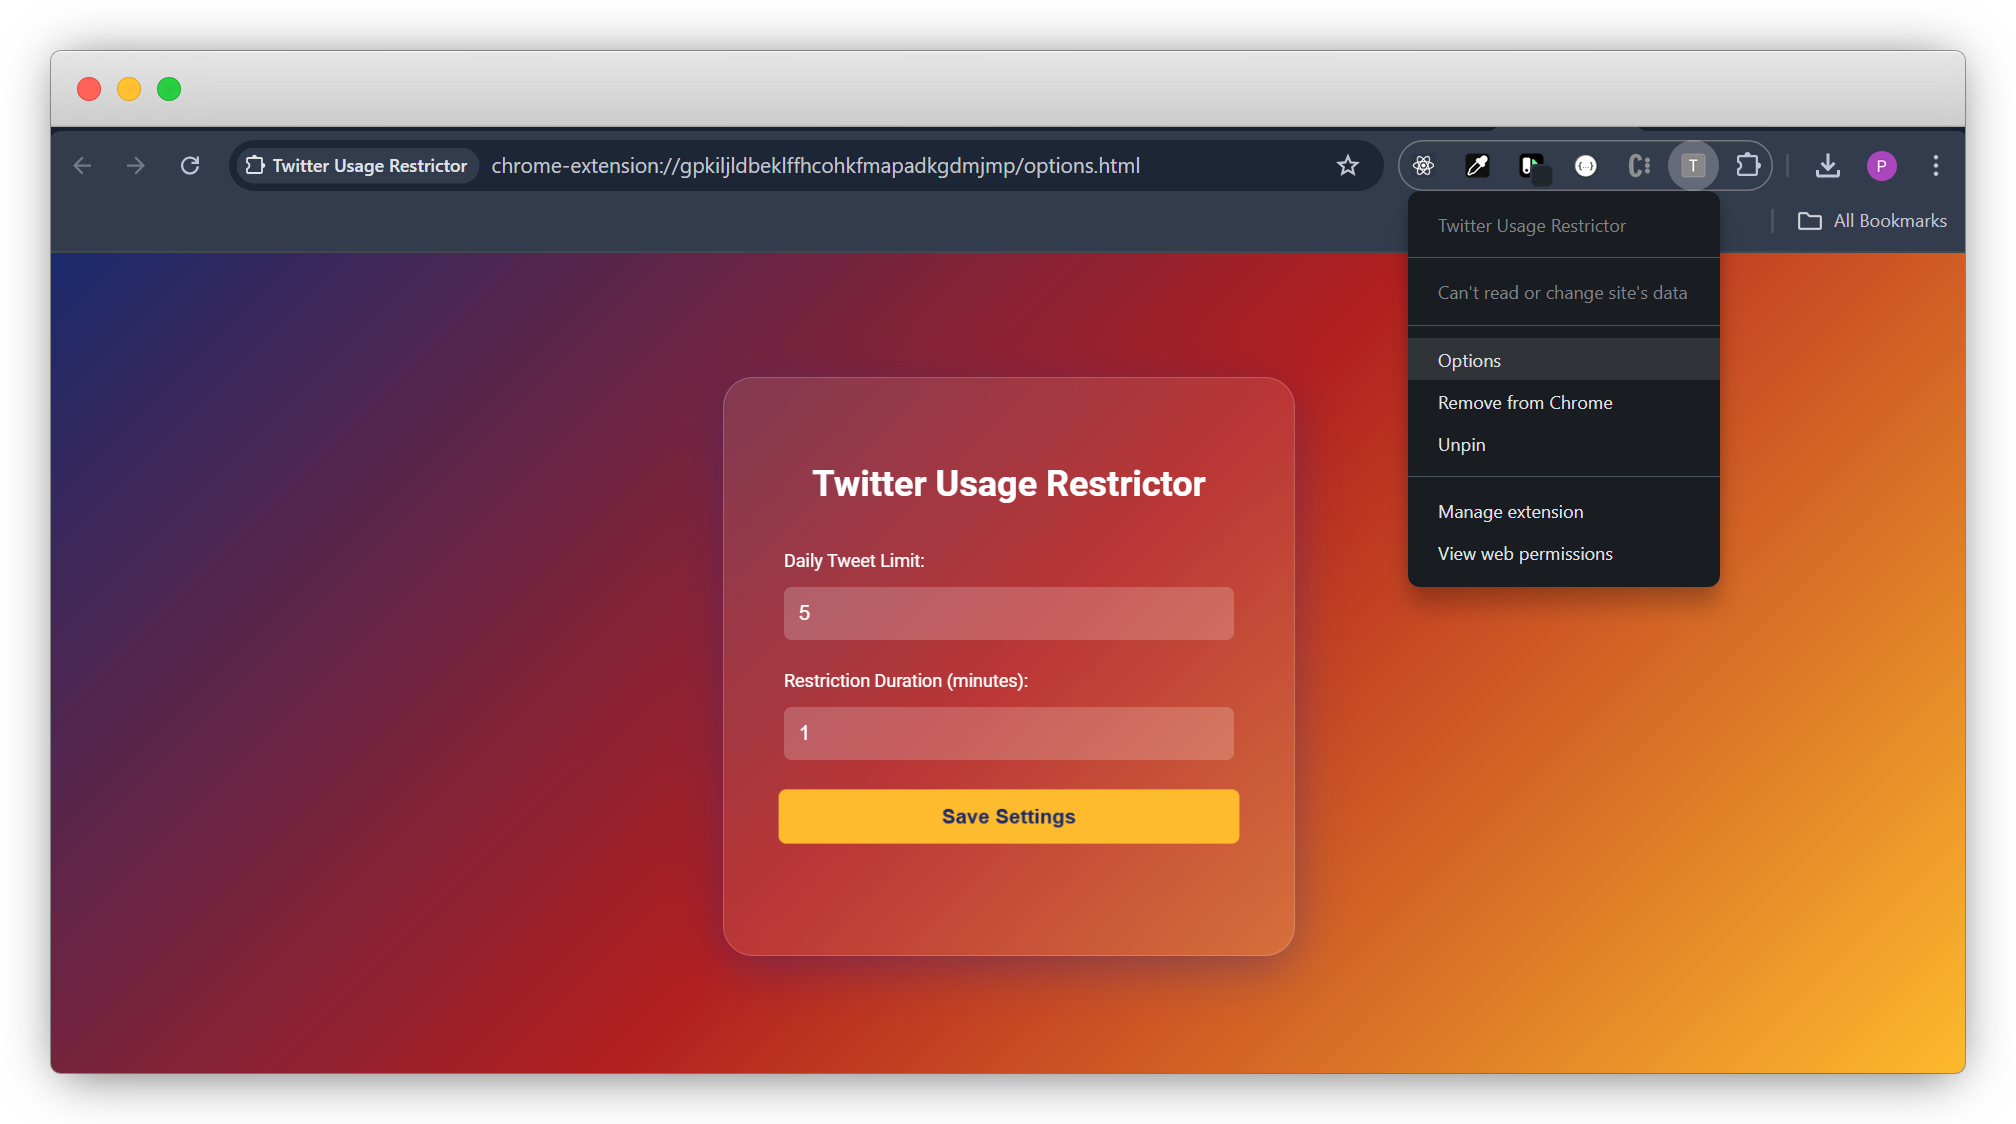 Twitter Usage Restrictor
chrome-extension://gpkiljldbeklffhcohkfmapadkgdmjmp/options.html
T
P
All Bookmarks
Twitter Usage Restrictor
Can't read or change site's data
Options
Remove from Chrome
Unpin
Manage extension
View web permissions
Twitter Usage Restrictor
Daily Tweet Limit:
5
Restriction Duration (minutes):
1
Save Settings